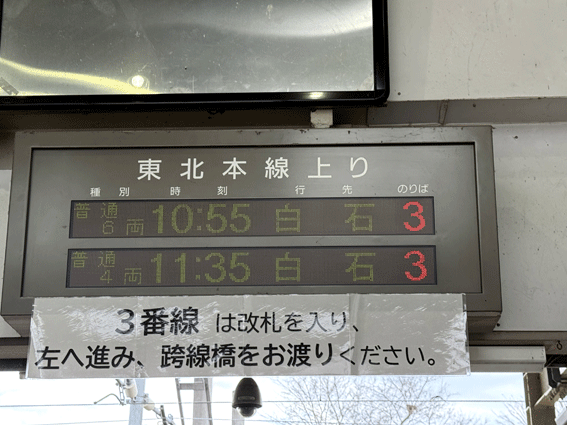 東北本線上り
種別 時刻 行先 のりば
普通 6両 10:55 白石 3
普通 4両 11:35 白石 3
3番線 は改札を入り、
左へ進み、跨線橋をお渡りください。